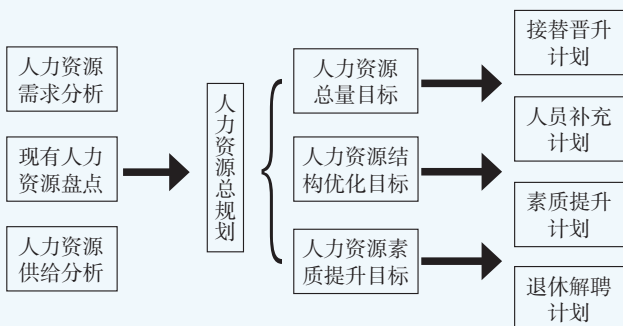 人力资源
需求分析
现有人力
资源盘点
人力资源
供给分析
人力资源总规划
人力资源
总量目标
人力资源结
构优化目标
人力资源素
质提升目标
接替晋升
计划
人员补充
计划
素质提升
计划
退休解聘
计划